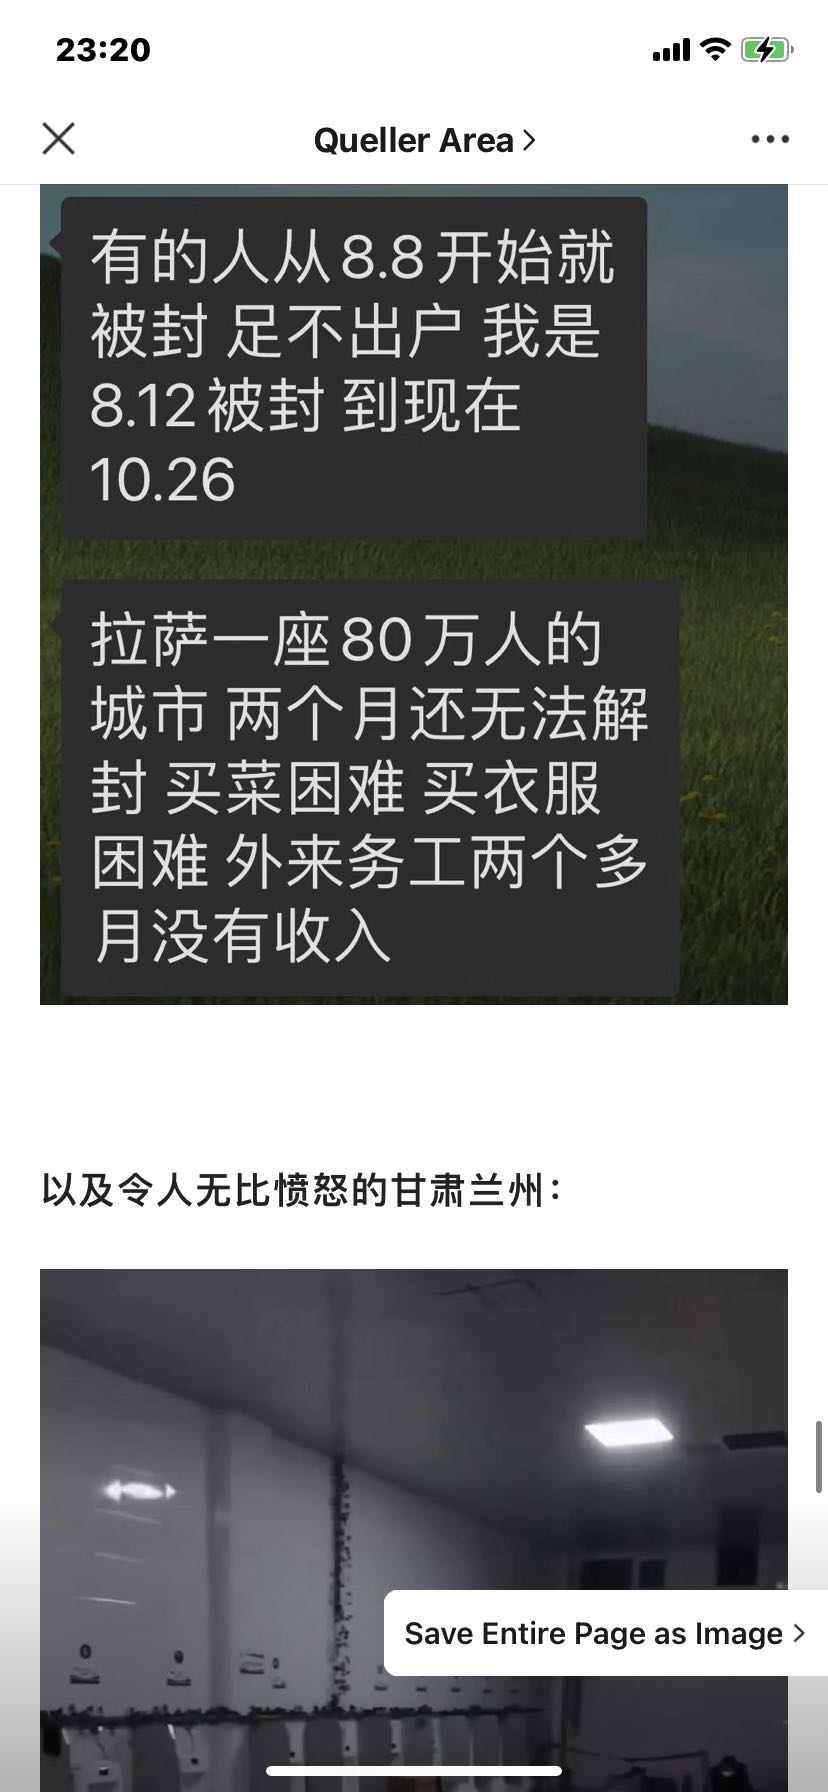 23:20
Queller Area
有的人从8.8开始就
被封 足不出户 我是
8.12被封 到现在
10.26
拉萨一座80万人的
城市 两个月还无法解
封 买菜困难 买衣服
困难 外来务工两个多
月没有收入
以及令人无比愤怒的甘肃兰州：
Save Entire Page as Image